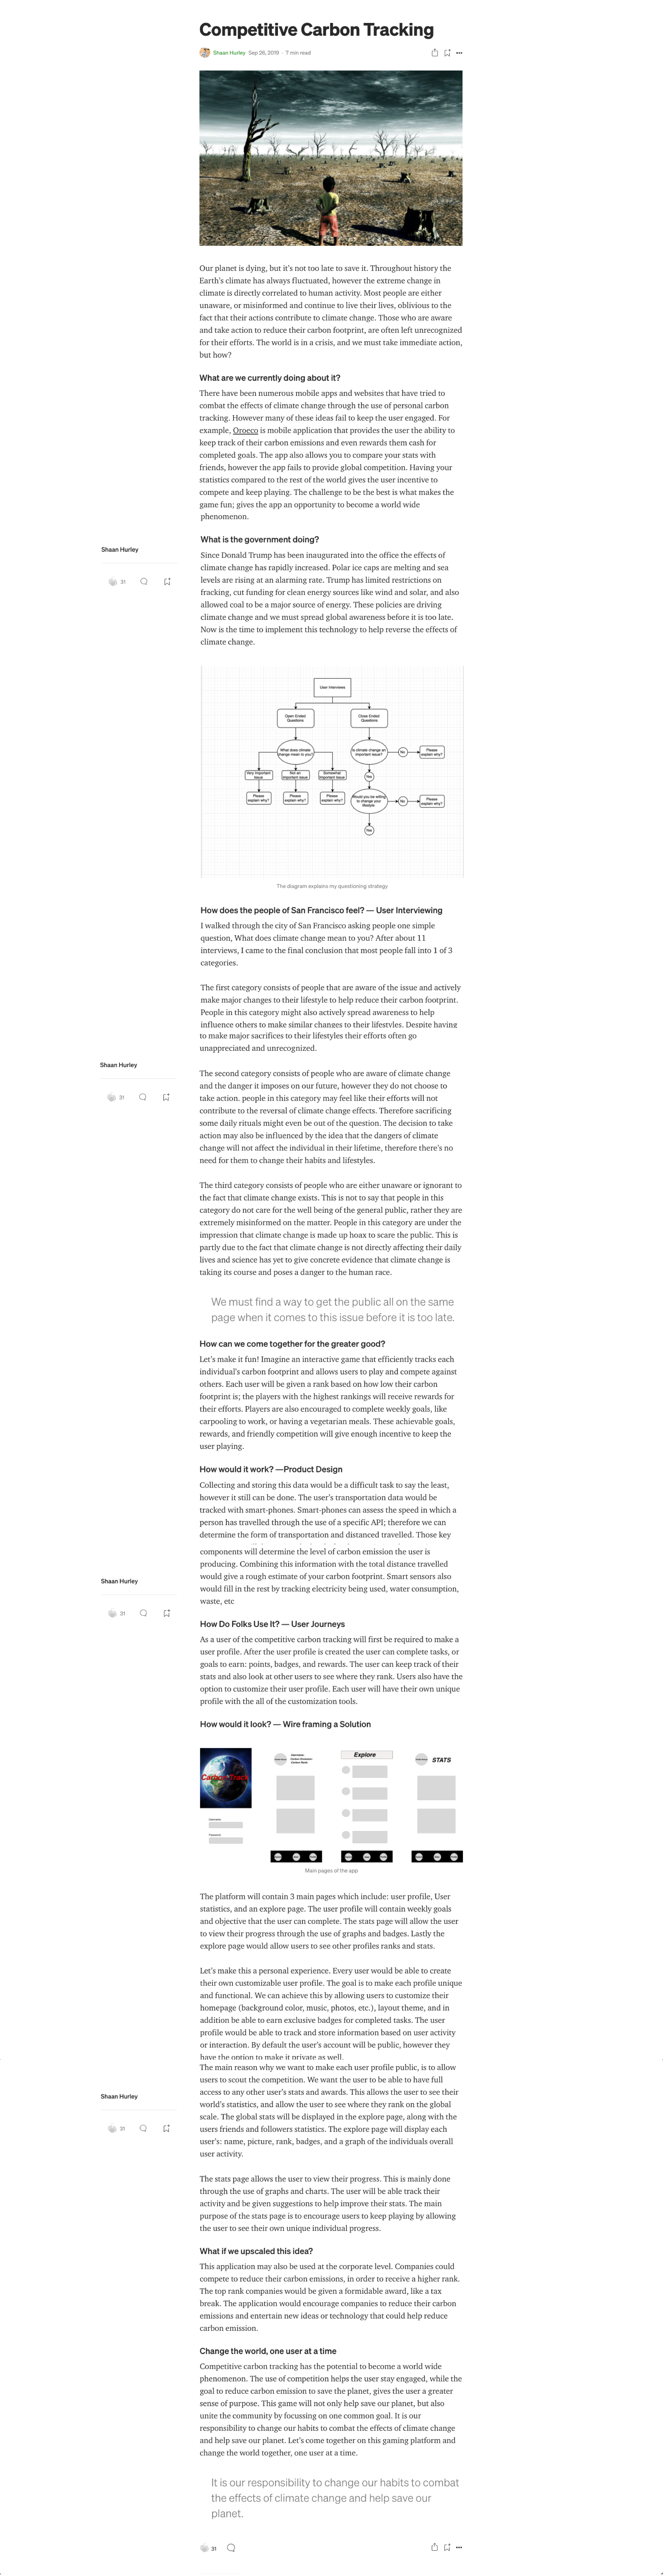 Competitive Carbon Tracking
Shaan Hurley Sep 26, 2019 · 7 min read
Our planet is dying, but it's not too late to save it. Throughout history the
Earth's climate has always fluctuated, however the extreme change in
climate is directly correlated to human activity. Most people are either
unaware, or misinformed and continue to live their lives, oblivious to the
fact that their actions contribute to climate change. Those who are aware
and take action to reduce their carbon footprint, are often left unrecognized
for their efforts. The world is in a crisis, and we must take immediate action,
but how?
What are we currently doing about it?
There have been numerous mobile apps and websites that have tried to
combat the effects of climate change through the use of personal carbon
tracking. However many of these ideas fail to keep the user engaged. For
example, Oroeco is mobile application that provides the user the ability to
keep track of their carbon emissions and even rewards them cash for
completed goals. The app also allows you to compare your stats with
friends, however the app fails to provide global competition. Having your
statistics compared to the rest of the world gives the user incentive to
compete and keep playing. The challenge to be the best is what makes the
game fun; gives the app an opportunity to become a world wide
phenomenon.
What is the government doing?
Shaan Hurley
31
Since Donald Trump has been inaugurated into the office the effects of
climate change has rapidly increased. Polar ice caps are melting and sea
levels are rising at an alarming rate. Trump has limited restrictions on
fracking, cut funding for clean energy sources like wind and solar, and also
allowed coal to be a major source of energy. These policies are driving
climate change and we must spread global awareness before it is too late.
Now is the time to implement this technology to help reverse the effects of
climate change.
User Interviews
Open Ended
Questions
Close Ended
Questions
What does climate
change mean to you?
Is climate change an
important issue?
No
Please
explain why?
Very important
issue
Not an
important issue
Somewhat
important issue
Yes
Please
explain why?
Please
explain why?
Please
explain why?
Would you be willing
to change your
lifestyle
No
Please
explain why?
Yes
The diagram explains my questioning strategy
How does the people of San Francisco feel? — User Interviewing
I walked through the city of San Francisco asking people one simple
question, What does climate change mean to you? After about 11
interviews, I came to the final conclusion that most people fall into 1 of 3
categories.
The first category consists of people that are aware of the issue and actively
make major changes to their lifestyle to help reduce their carbon footprint.
People in this category might also actively spread awareness to help
influence others to make similar changes to their lifestyles. Despite having
to make major sacrifices to their lifestyles their efforts often go
unappreciated and unrecognized.
Shaan Hurley
31
The second category consists of people who are aware of climate change
and the danger it imposes on our future, however they do not choose to
take action. people in this category may feel like their efforts will not
contribute to the reversal of climate change effects. Therefore sacrificing
some daily rituals might even be out of the question. The decision to take
action may also be influenced by the idea that the dangers of climate
change will not affect the individual in their lifetime, therefore there's no
need for them to change their habits and lifestyles.
The third category consists of people who are either unaware or ignorant to
the fact that climate change exists. This is not to say that people in this
category do not care for the well being of the general public, rather they are
extremely misinformed on the matter. People in this category are under the
impression that climate change is made up hoax to scare the public. This is
partly due to the fact that climate change is not directly affecting their daily
lives and science has yet to give concrete evidence that climate change is
taking its course and poses a danger to the human race.
We must find a way to get the public all on the same
page when it comes to this issue before it is too late.
How can we come together for the greater good?
Let's make it fun! Imagine an interactive game that efficiently tracks each
individual's carbon footprint and allows users to play and compete against
others. Each user will be given a rank based on how low their carbon
footprint is; the players with the highest rankings will receive rewards for
their efforts. Players are also encouraged to complete weekly goals, like
carpooling to work, or having a vegetarian meals. These achievable goals,
rewards, and friendly competition will give enough incentive to keep the
user playing.
How would it work? —Product Design
Collecting and storing this data would be a difficult task to say the least,
however it still can be done. The user's transportation data would be
tracked with smart-phones. Smart-phones can assess the speed in which a
person has travelled through the use of a specific API; therefore we can
determine the form of transportation and distanced travelled. Those key
components will determine the level of carbon emission the user is
producing. Combining this information with the total distance travelled
would give a rough estimate of your carbon footprint. Smart sensors also
would fill in the rest by tracking electricity being used, water consumption,
waste, etc
Shaan Hurley
31
How Do Folks Use It? — User Journeys
As a user of the competitive carbon tracking will first be required to make a
user profile. After the user profile is created the user can complete tasks, or
goals to earn: points, badges, and rewards. The user can keep track of their
stats and also look at other users to see where they rank. Users also have the
option to customize their user profile. Each user will have their own unique
profile with the all of the customization tools.
How would it look? — Wire framing a Solution
Carbon Track
Username
Password
Explore
STATS
Main pages of the app
The platform will contain 3 main pages which include: user profile, User
statistics, and an explore page. The user profile will contain weekly goals
and objective that the user can complete. The stats page will allow the user
to view their progress through the use of graphs and badges. Lastly the
explore page would allow users to see other profiles ranks and stats.
Let's make this a personal experience. Every user would be able to create
their own customizable user profile. The goal is to make each profile unique
and functional. We can achieve this by allowing users to customize their
homepage (background color, music, photos, etc.), layout theme, and in
addition be able to earn exclusive badges for completed tasks. The user
profile would be able to track and store information based on user activity
or interaction. By default the user's account will be public, however they
have the option to make it private as well.
The main reason why we want to make each user profile public, is to allow
users to scout the competition. We want the user to be able to have full
access to any other user's stats and awards. This allows the user to see their
world's statistics, and allow the user to see where they rank on the global
scale. The global stats will be displayed in the explore page, along with the
users friends and followers statistics. The explore page will display each
user's: name, picture, rank, badges, and a graph of the individuals overall
user activity.
Shaan Hurley
31
The stats page allows the user to view their progress. This is mainly done
through the use of graphs and charts. The user will be able track their
activity and be given suggestions to help improve their stats. The main
purpose of the stats page is to encourage users to keep playing by allowing
the user to see their own unique individual progress.
What if we upscaled this idea?
This application may also be used at the corporate level. Companies could
compete to reduce their carbon emissions, in order to receive a higher rank.
The top rank companies would be given a formidable award, like a tax
break. The application would encourage companies to reduce their carbon
emissions and entertain new ideas or technology that could help reduce
carbon emission.
Change the world, one user at a time
Competitive carbon tracking has the potential to become a world wide
phenomenon. The use of competition helps the user stay engaged, while the
goal to reduce carbon emission to save the planet, gives the user a greater
sense of purpose. This game will not only help save our planet, but also
unite the community by focussing on one common goal. It is our
responsibility to change our habits to combat the effects of climate change
and help save our planet. Let's come together on this gaming platform and
change the world together, one user at a time.
It is our responsibility to change our habits to combat
the effects of climate change and help save our
planet.
31